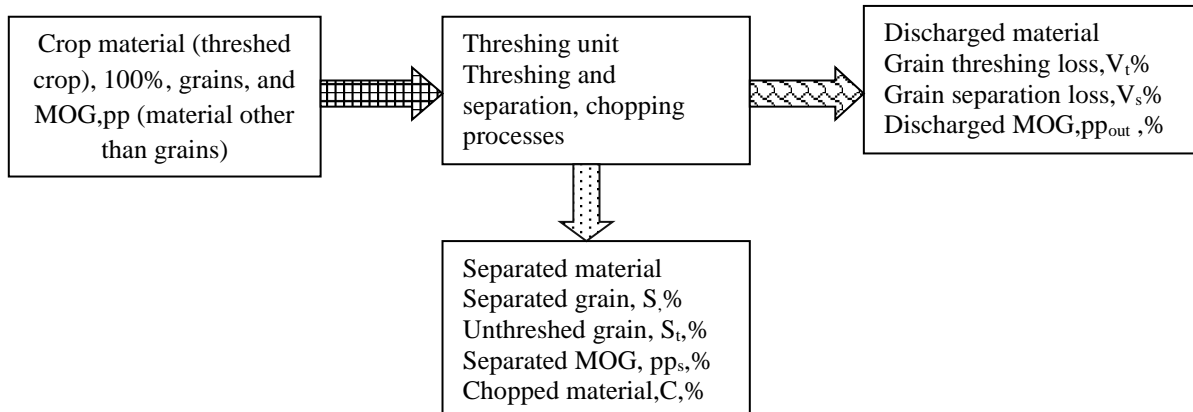 Crop material (threshed
crop), 100%, grains, and
MOG,pp (material other
than grains)
Threshing unit
Threshing and
separation, chopping
processes
Discharged material
Grain threshing loss,Vt%
Grain separation loss,Vs%
Discharged MOG,ppout ,%
Separated material
Separated grain, S,%
Unthreshed grain, St,%
Separated MOG, pps,%
Chopped material,C,%